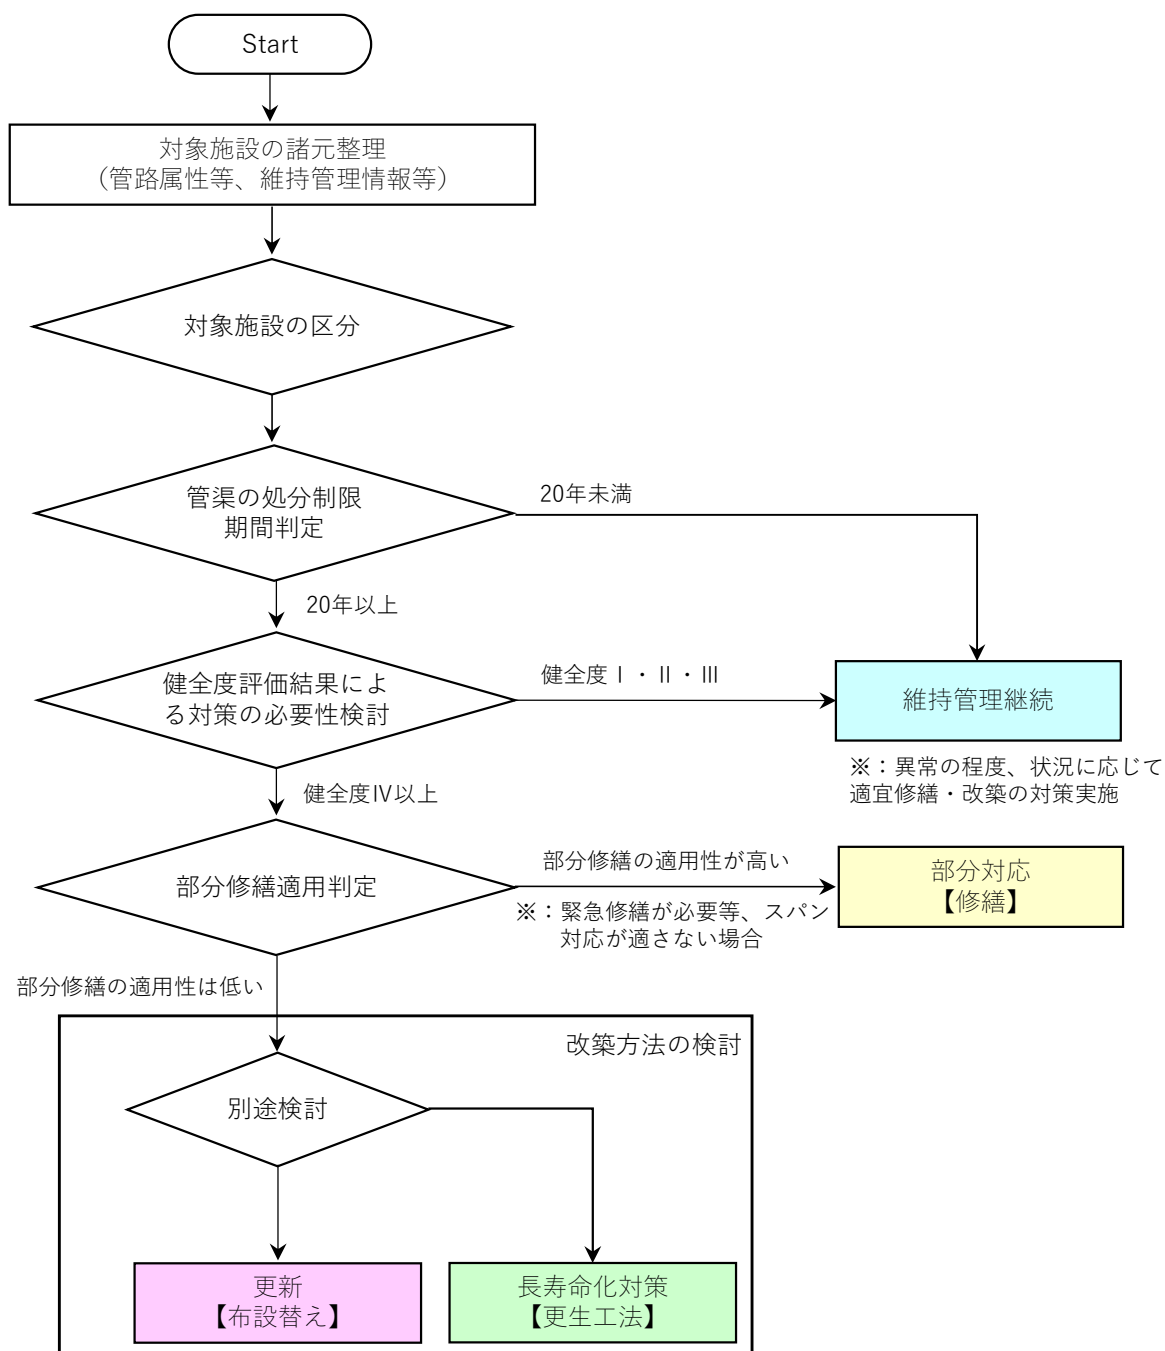 Start
対象施設の諸元整理
（管路属性等、維持管理情報等）
対象施設の区分
管渠の処分制限
期間判定
20年未満
20年以上
健全度評価結果によ
る対策の必要性検討
健全度Ⅰ・Ⅱ・Ⅲ
維持管理継続
※：異常の程度、状況に応じて
適宜修繕・改築の対策実施
健全度Ⅳ以上
部分修繕適用判定
部分修繕の適用性が高い
※：緊急修繕が必要等、スパン
対応が適さない場合
部分対応
【修繕】
部分修繕の適用性は低い
改築方法の検討
別途検討
更新
【布設替え】
長寿命化対策
【更生工法】